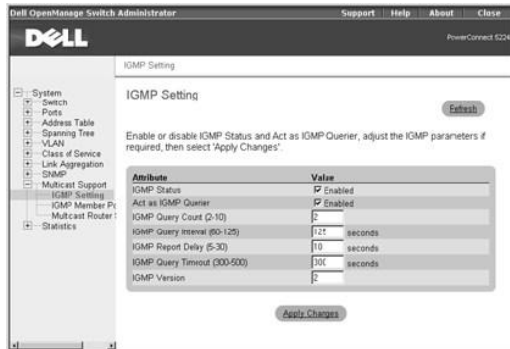 Dell OpenManage Switch Administrator Support Help About Close
DELL
PowerConnect 5224
IGMP Setting
System
Switch
Ports
Address Table
Spanning Tree
VLAN
Class of Service
Link Aggregation
SNMP
Multicast Support
IGMP Setting
IGMP Member Po
Multicast Router
Statistics
IGMP Setting
Refresh
Enable or disable IGMP Status and Act as IGMP Querier, adjust the IGMP parameters if
required, then select 'Apply Changes'.
Attribute Value
IGMP Status Enabled
Act as IGMP Querier Enabled
IGMP Query Count (2-10) 2
IGMP Query Interval (60-125) 125 seconds
IGMP Report Delay (5-30) 10 seconds
IGMP Query Timeout (300-500) 300 seconds
IGMP Version 2
Apply Changes